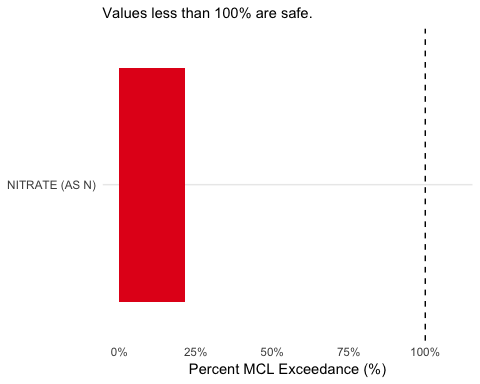 Values less than 100% are safe.
NITRATE (AS N)
0% 25% 50% 75% 100%
Percent MCL Exceedance (%)